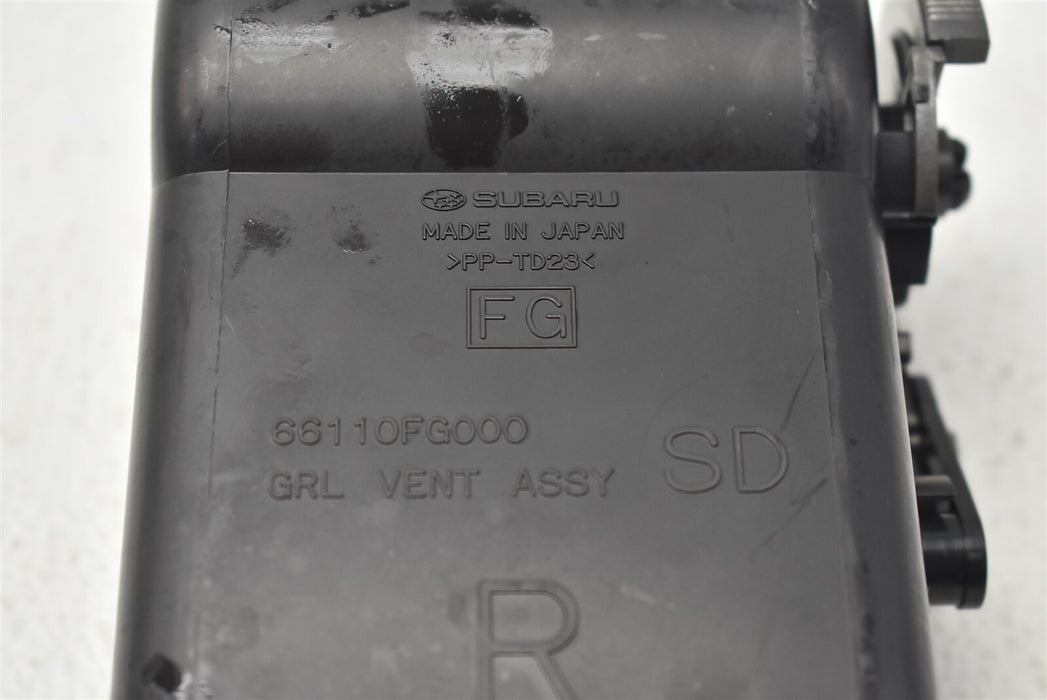 SUBARU
MADE IN JAPAN
>PP-TD23<
FG
66110FG000
GRL VENT ASSY
SD
R